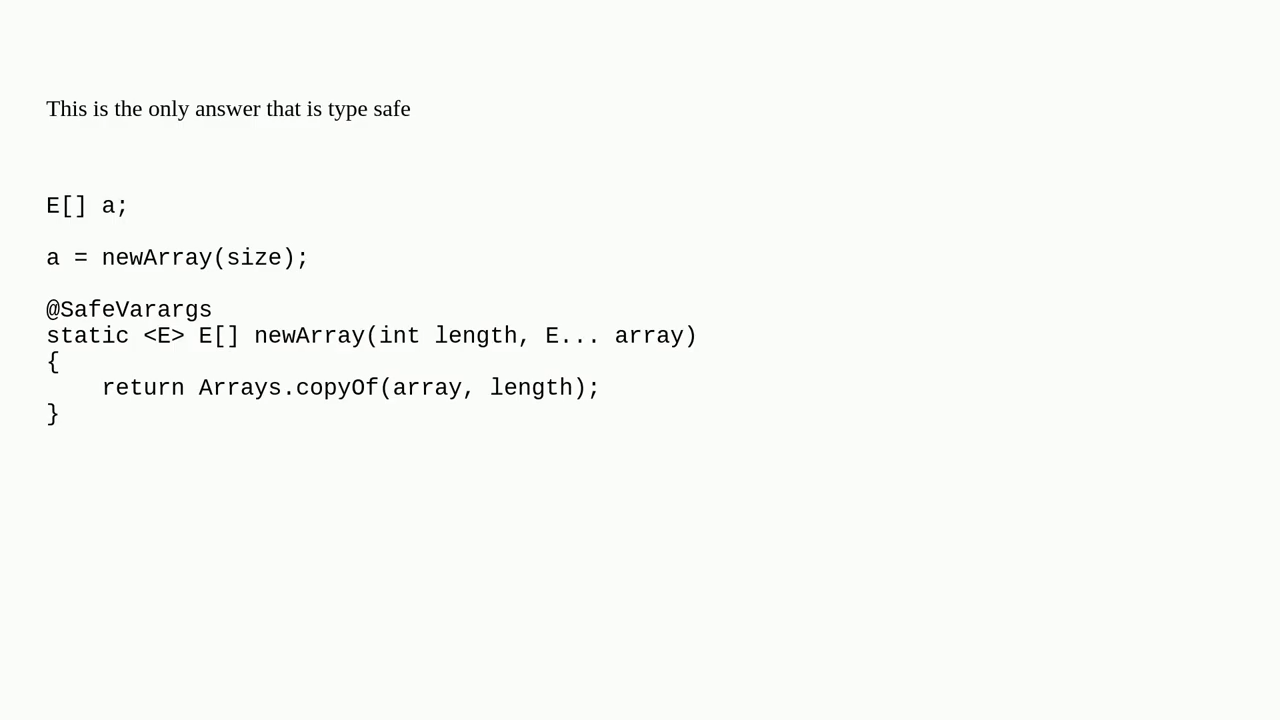 This is the only answer that is type safe
E[] a;
a = newArray(size);
@SafeVarargs
static <E> E[] newArray(int length, E... array)
{
    return Arrays.copyOf(array, length);
}